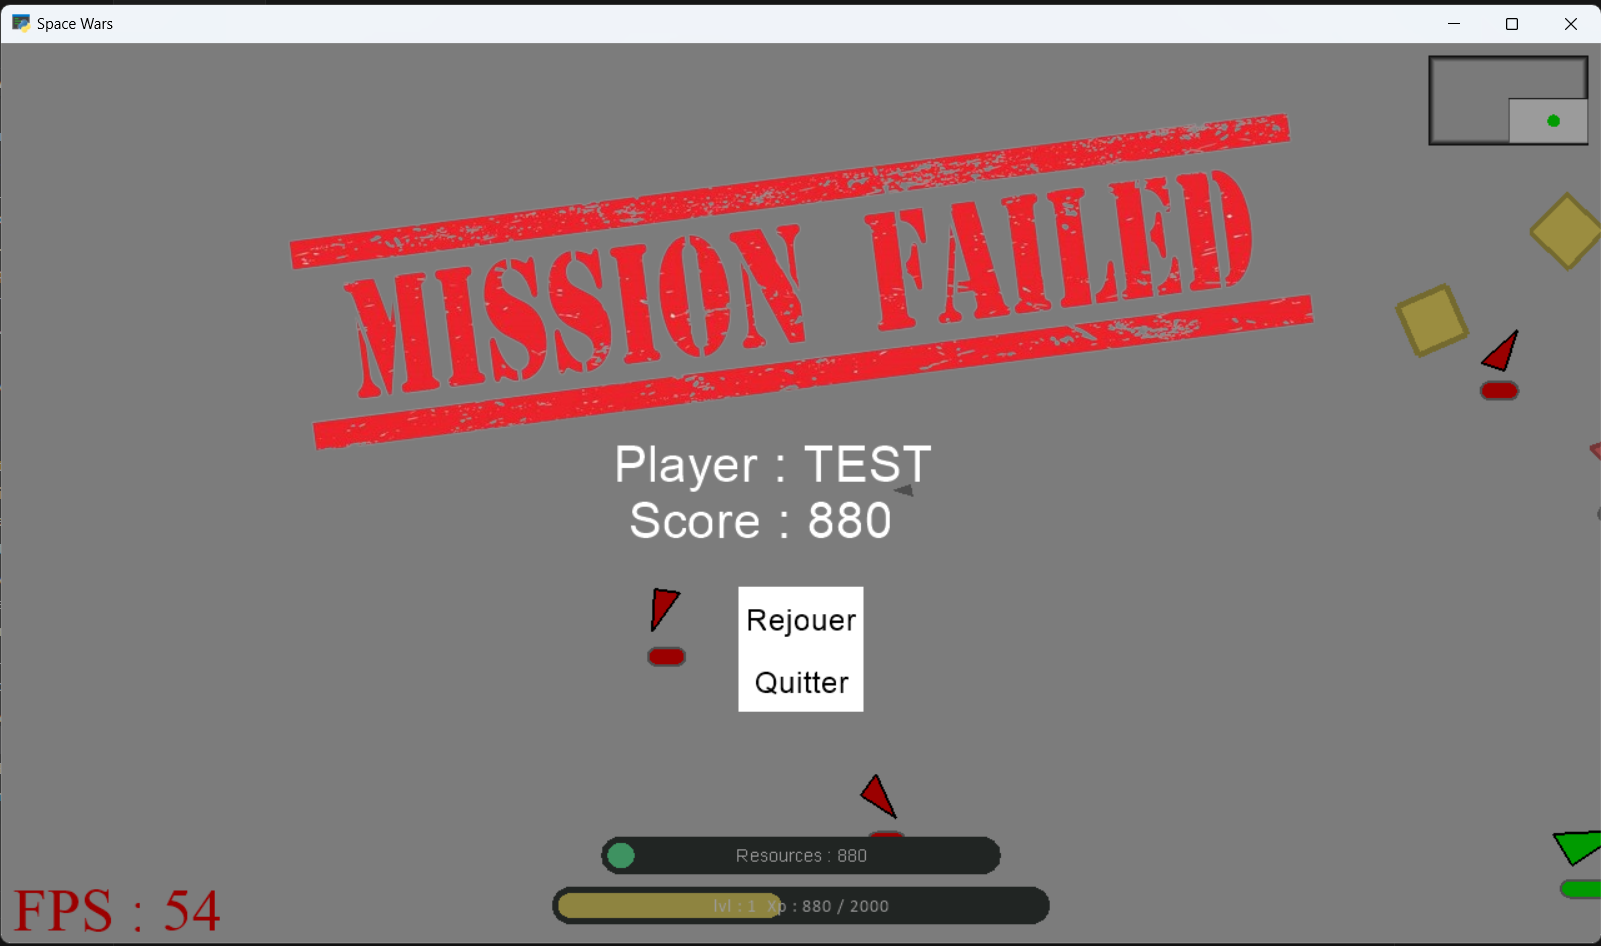 Space Wars
MISSION FAILED
Player : TEST
Score : 880
Rejouer
Quitter
Resources : 880
lvl : 1 Xp : 880 / 2000
FPS : 54